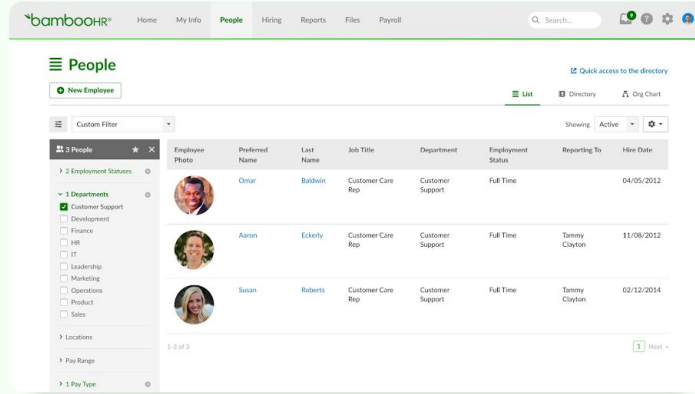 bambooHR®
Home My Info People Hiring Reports Files Payroll
Search...
9
People
Quick access to the directory
New Employee
List Directory Org Chart
Custom Filter
Showing Active
3 People
Employee Photo Preferred Name Last Name Job Title Department Employment Status Reporting To Hire Date
2 Employment Statuses
1 Departments
Customer Support
Development
Finance
HR
IT
Leadership
Marketing
Operations
Product
Sales
Locations
Pay Range
1 Pay Type
Omar Baldwin Customer Care Rep Customer Support Full Time 04/05/2012
Aaron Eckerly Customer Care Rep Customer Support Full Time Tammy Clayton 11/08/2012
Susan Roberts Customer Care Rep Customer Support Full Time Tammy Clayton 02/12/2014
1-3 of 3
1 Next »